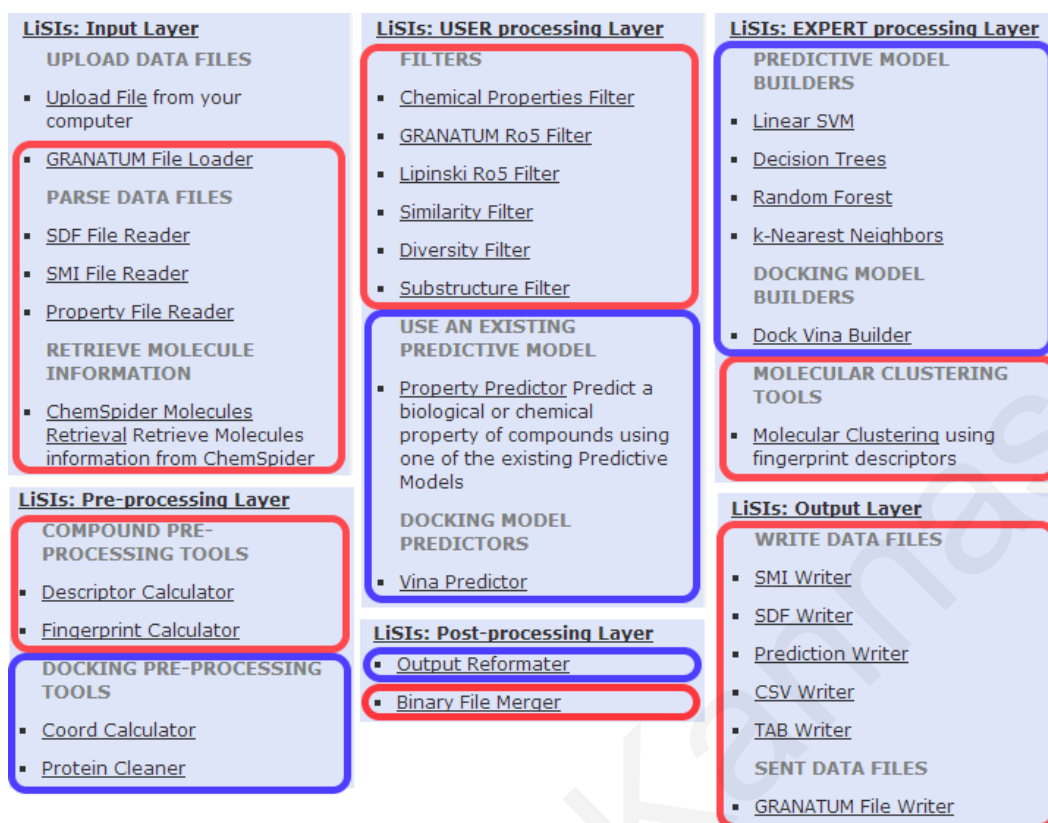 LiSIs: Input Layer
UPLOAD DATA FILES
Upload File from your
computer
GRANATUM File Loader
PARSE DATA FILES
SDF File Reader
SMI File Reader
Property File Reader
RETRIEVE MOLECULE
INFORMATION
ChemSpider Molecules
Retrieval Retrieve Molecules
information from ChemSpider
LiSIs: Pre-processing Layer
COMPOUND PRE-
PROCESSING TOOLS
Descriptor Calculator
Fingerprint Calculator
DOCKING PRE-PROCESSING
TOOLS
Coord Calculator
Protein Cleaner
LiSIs: USER processing Layer
FILTERS
Chemical Properties Filter
GRANATUM Ro5 Filter
Lipinski Ro5 Filter
Similarity Filter
Diversity Filter
Substructure Filter
USE AN EXISTING
PREDICTIVE MODEL
Property Predictor Predict a
biological or chemical
property of compounds using
one of the existing Predictive
Models
DOCKING MODEL
PREDICTORS
Vina Predictor
LiSIs: Post-processing Layer
Output Reformater
Binary File Merger
LiSIs: EXPERT processing Layer
PREDICTIVE MODEL
BUILDERS
Linear SVM
Decision Trees
Random Forest
k-Nearest Neighbors
DOCKING MODEL
BUILDERS
Dock Vina Builder
MOLECULAR CLUSTERING
TOOLS
Molecular Clustering using
fingerprint descriptors
LiSIs: Output Layer
WRITE DATA FILES
SMI Writer
SDF Writer
Prediction Writer
CSV Writer
TAB Writer
SENT DATA FILES
GRANATUM File Writer
Kannas